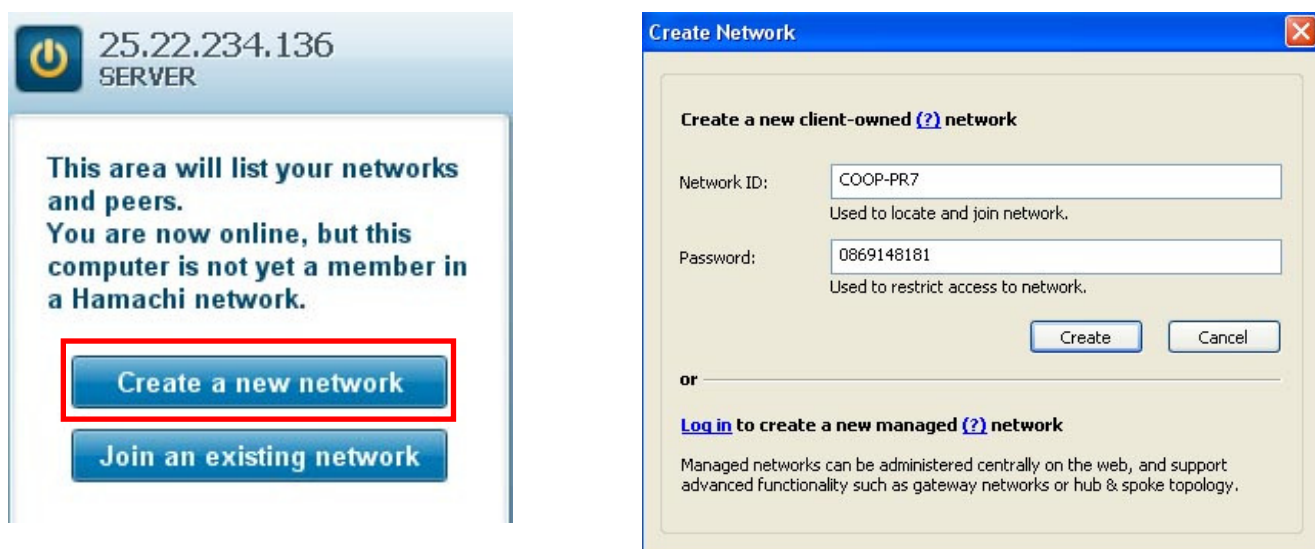 25.22.234.136
SERVER
This area will list your networks
and peers.
You are now online, but this
computer is not yet a member in
a Hamachi network.
Create a new network
Join an existing network
Create Network
Create a new client-owned (?) network
Network ID: COOP-PR7
Used to locate and join network.
Password: 0869148181
Used to restrict access to network.
Create Cancel
or
Log in to create a new managed (?) network
Managed networks can be administered centrally on the web, and support
advanced functionality such as gateway networks or hub & spoke topology.